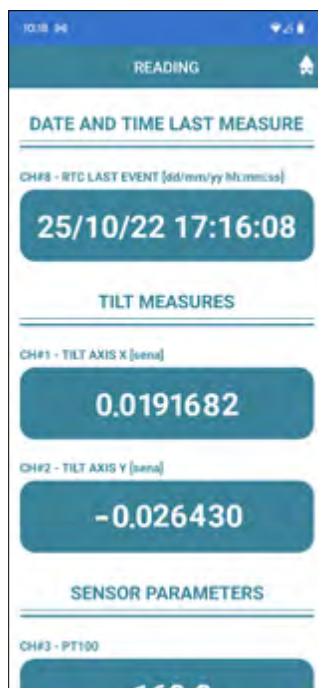 10:18
READING
DATE AND TIME LAST MEASURE
CH#8 - RTC LAST EVENT [dd/mm/yy hh:mm:ss]
25/10/22 17:16:08
TILT MEASURES
CH#1 - TILT AXIS X [senα]
0.0191682
CH#2 - TILT AXIS Y [senα]
-0.026430
SENSOR PARAMETERS
CH#3 - PT100